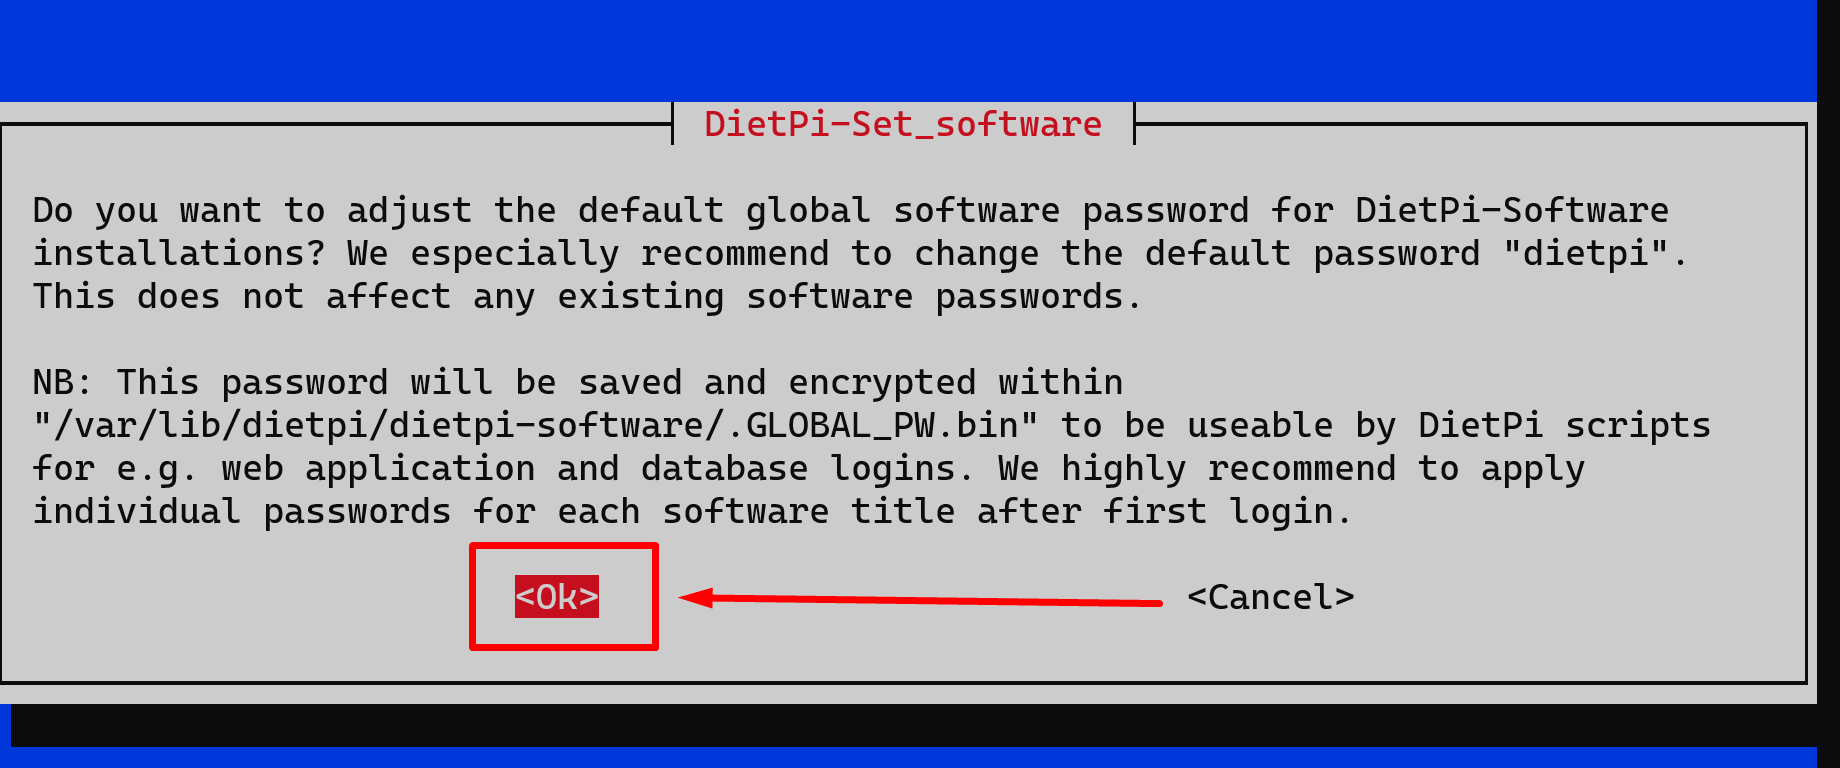 DietPi-Set_software
Do you want to adjust the default global software password for DietPi-Software
installations? We especially recommend to change the default password "dietpi".
This does not affect any existing software passwords.
NB: This password will be saved and encrypted within
"/var/lib/dietpi/dietpi-software/.GLOBAL_PW.bin" to be useable by DietPi scripts
for e.g. web application and database logins. We highly recommend to apply
individual passwords for each software title after first login.
<Ok> <Cancel>